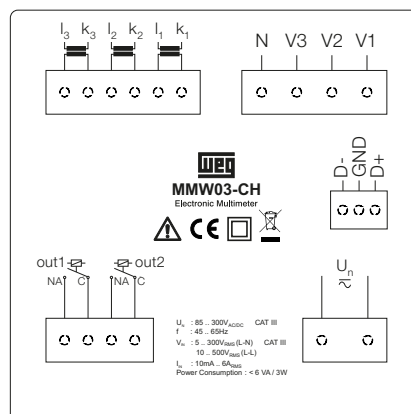 l3 k3 l2 k2 l1 k1
N V3 V2 V1
D- GND D+
weg
MMW03-CH
Electronic Multimeter
CE
out1 out2
NA C NA C
Un
Un : 85 .. 300VAC/DC CAT III
f : 45 .. 65Hz
VIN : 5 .. 300VRMS (L-N) CAT III
10 .. 500VRMS (L-L)
IIN : 10mA .. 6ARMS
Power Consumption : < 6 VA / 3W